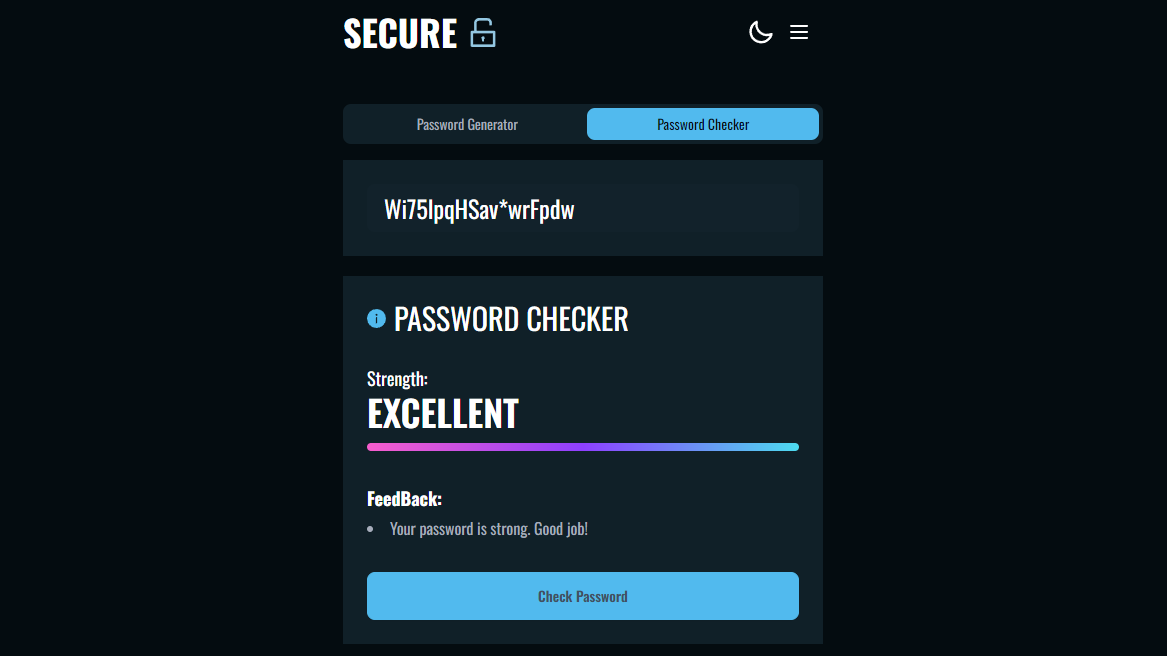 SECURE
Password Generator
Password Checker
Wi75lpqHSav*wrFpdw
PASSWORD CHECKER
Strength:
EXCELLENT
FeedBack:
Your password is strong. Good job!
Check Password